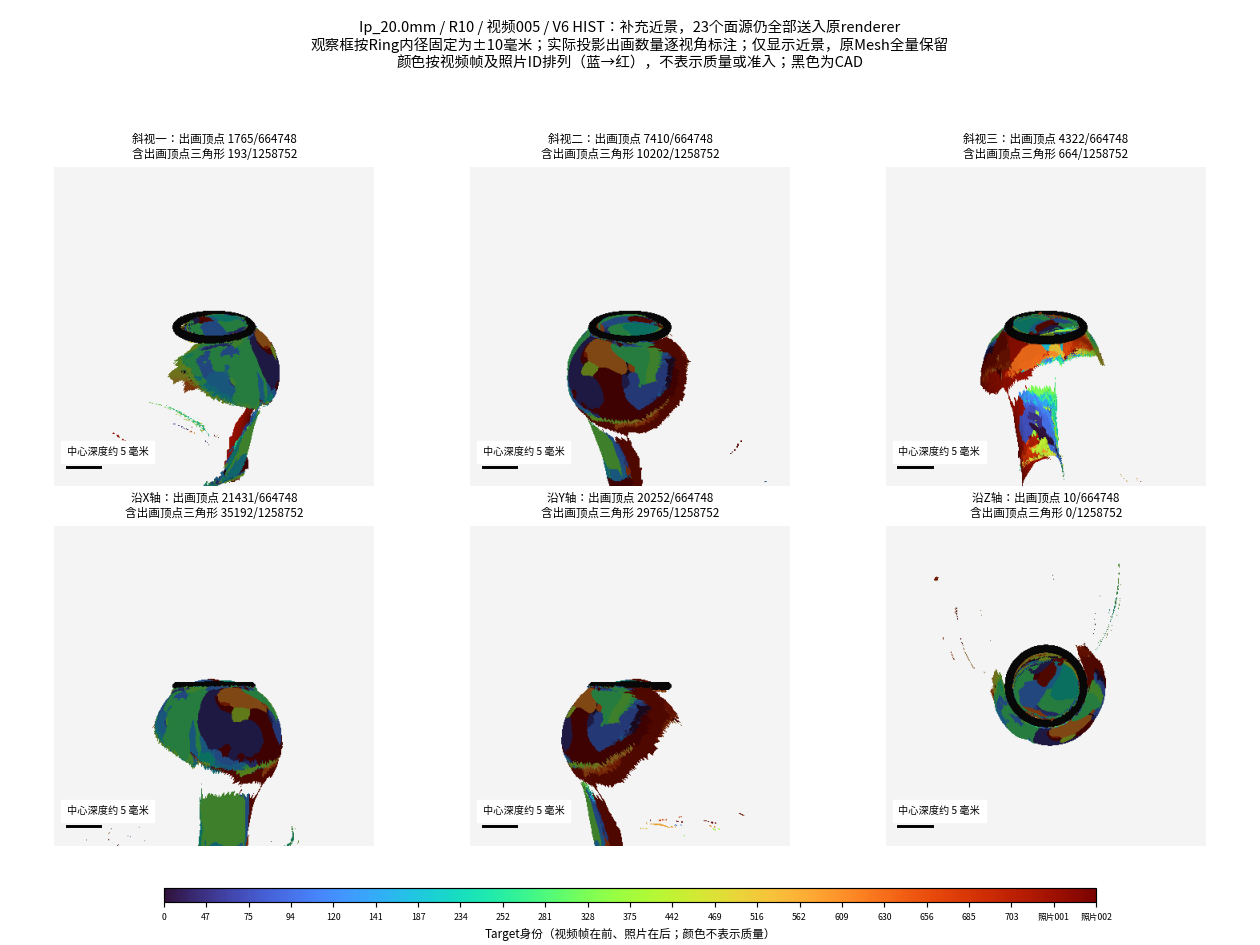 Ip_20.0mm / R10 / 视频005 / V6 HIST：补充近景，23个面源仍全部送入原renderer
观察框按Ring内径固定为±10毫米；实际投影出画数量逐视角标注；仅显示近景，原Mesh全量保留
颜色按视频帧及照片ID排列（蓝→红），不表示质量或准入；黑色为CAD
斜视一：出画顶点 1765/664748
含出画顶点三角形 193/1258752
斜视二：出画顶点 7410/664748
含出画顶点三角形 10202/1258752
斜视三：出画顶点 4322/664748
含出画顶点三角形 664/1258752
中心深度约 5 毫米
中心深度约 5 毫米
中心深度约 5 毫米
沿X轴：出画顶点 21431/664748
含出画顶点三角形 35192/1258752
沿Y轴：出画顶点 20252/664748
含出画顶点三角形 29765/1258752
沿Z轴：出画顶点 10/664748
含出画顶点三角形 0/1258752
中心深度约 5 毫米
中心深度约 5 毫米
中心深度约 5 毫米
0 47 75 94 120 141 187 234 252 281 328 375 442 469 516 562 609 630 656 685 703 照片001 照片002
Target身份（视频帧在前、照片在后；颜色不表示质量）